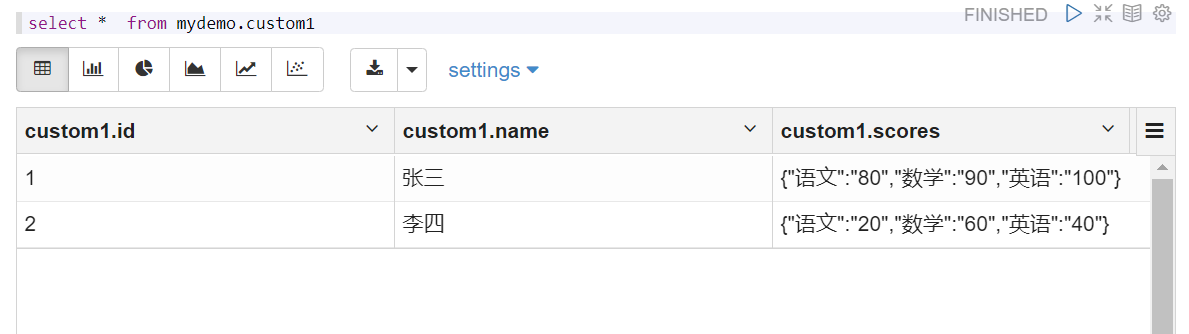 select *  from mydemo.custom1
FINISHED
settings
custom1.id custom1.name custom1.scores
1 张三 {"语文":"80","数学":"90","英语":"100"}
2 李四 {"语文":"20","数学":"60","英语":"40"}